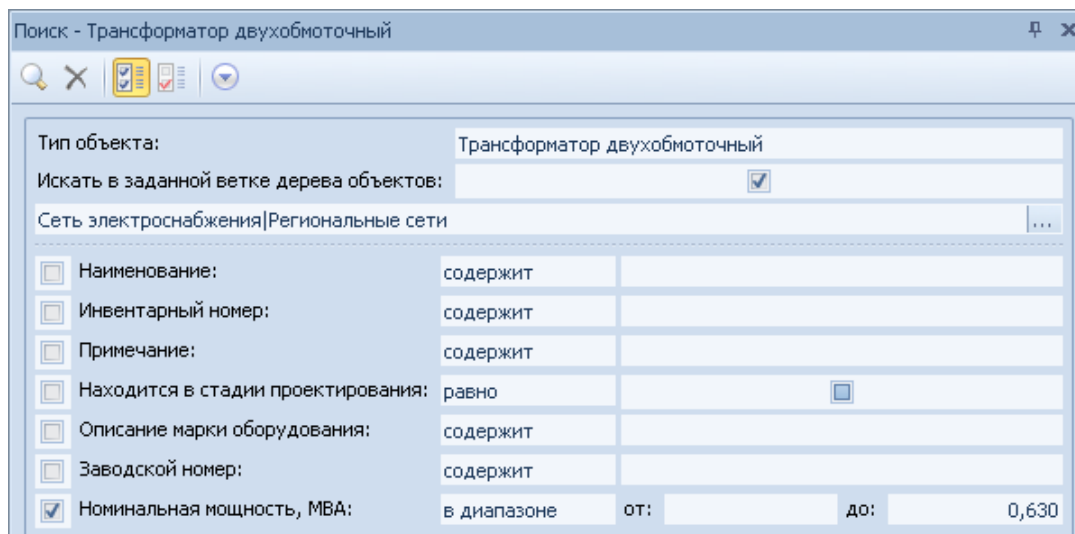 Поиск - Трансформатор двухобмоточный
Тип объекта: Трансформатор двухобмоточный
Искать в заданной ветке дерева объектов:
Сеть электроснабжения|Региональные сети ...
Наименование: содержит
Инвентарный номер: содержит
Примечание: содержит
Находится в стадии проектирования: равно
Описание марки оборудования: содержит
Заводской номер: содержит
Номинальная мощность, МВА: в диапазоне от: до: 0,630